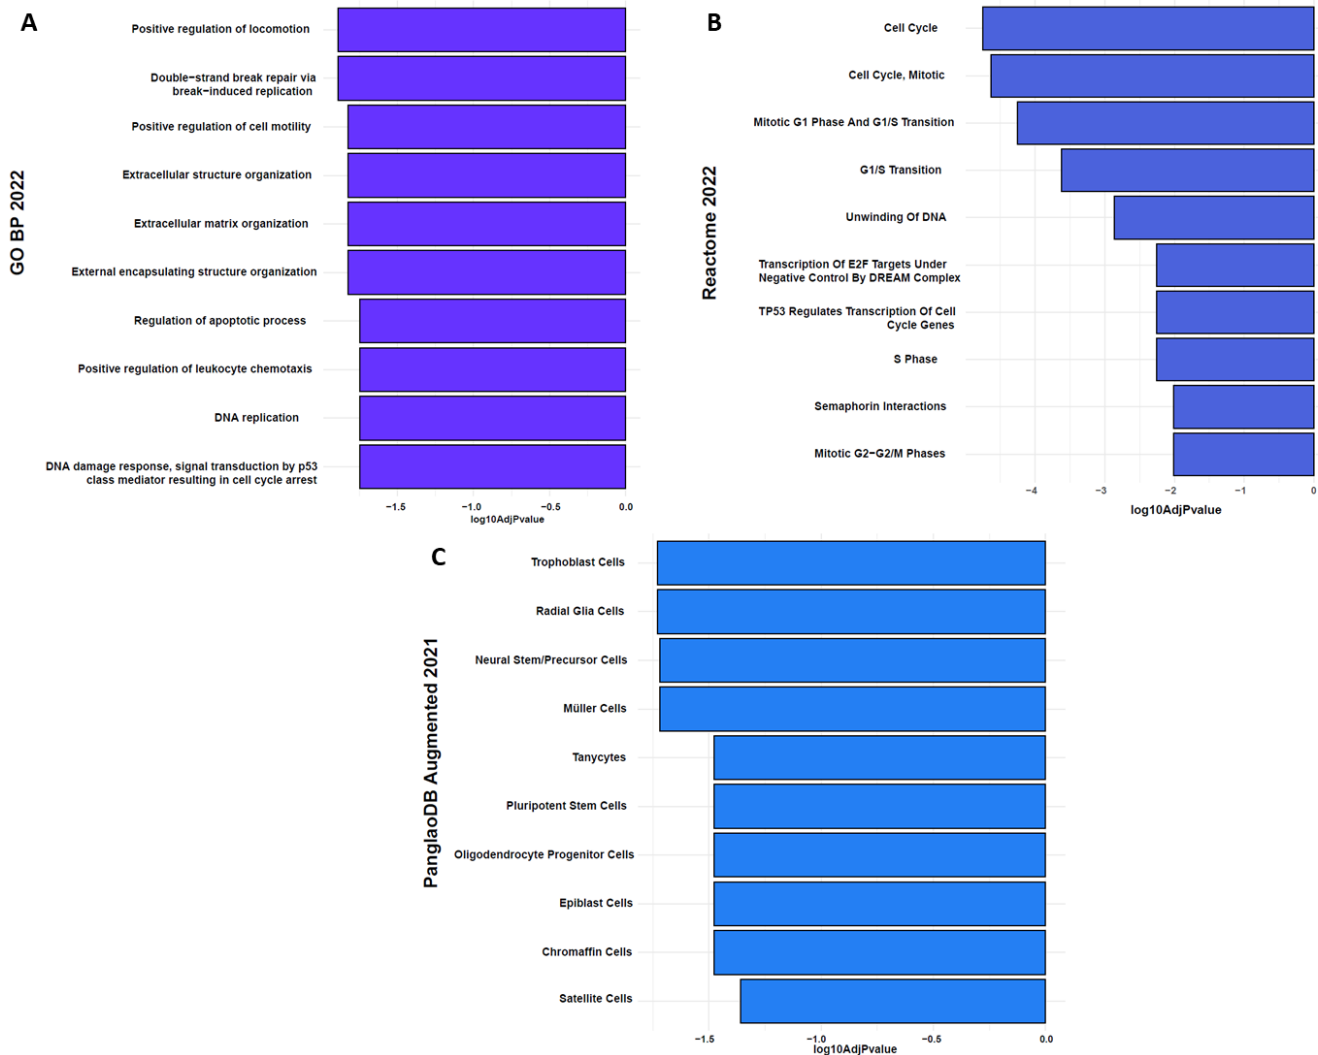 A
GO BP 2022
Positive regulation of locomotion
Double−strand break repair via
break−induced replication
Positive regulation of cell motility
Extracellular structure organization
Extracellular matrix organization
External encapsulating structure organization
Regulation of apoptotic process
Positive regulation of leukocyte chemotaxis
DNA replication
DNA damage response, signal transduction by p53
class mediator resulting in cell cycle arrest
−1.5 −1.0 −0.5 0.0
log10AdjPvalue
B
Reactome 2022
Cell Cycle
Cell Cycle, Mitotic
Mitotic G1 Phase And G1/S Transition
G1/S Transition
Unwinding Of DNA
Transcription Of E2F Targets Under
Negative Control By DREAM Complex
TP53 Regulates Transcription Of Cell
Cycle Genes
S Phase
Semaphorin Interactions
Mitotic G2−G2/M Phases
−4 −3 −2 −1 0
log10AdjPvalue
C
PanglaoDB Augmented 2021
Trophoblast Cells
Radial Glia Cells
Neural Stem/Precursor Cells
Müller Cells
Tanycytes
Pluripotent Stem Cells
Oligodendrocyte Progenitor Cells
Epiblast Cells
Chromaffin Cells
Satellite Cells
−1.5 −1.0 −0.5 0.0
log10AdjPvalue